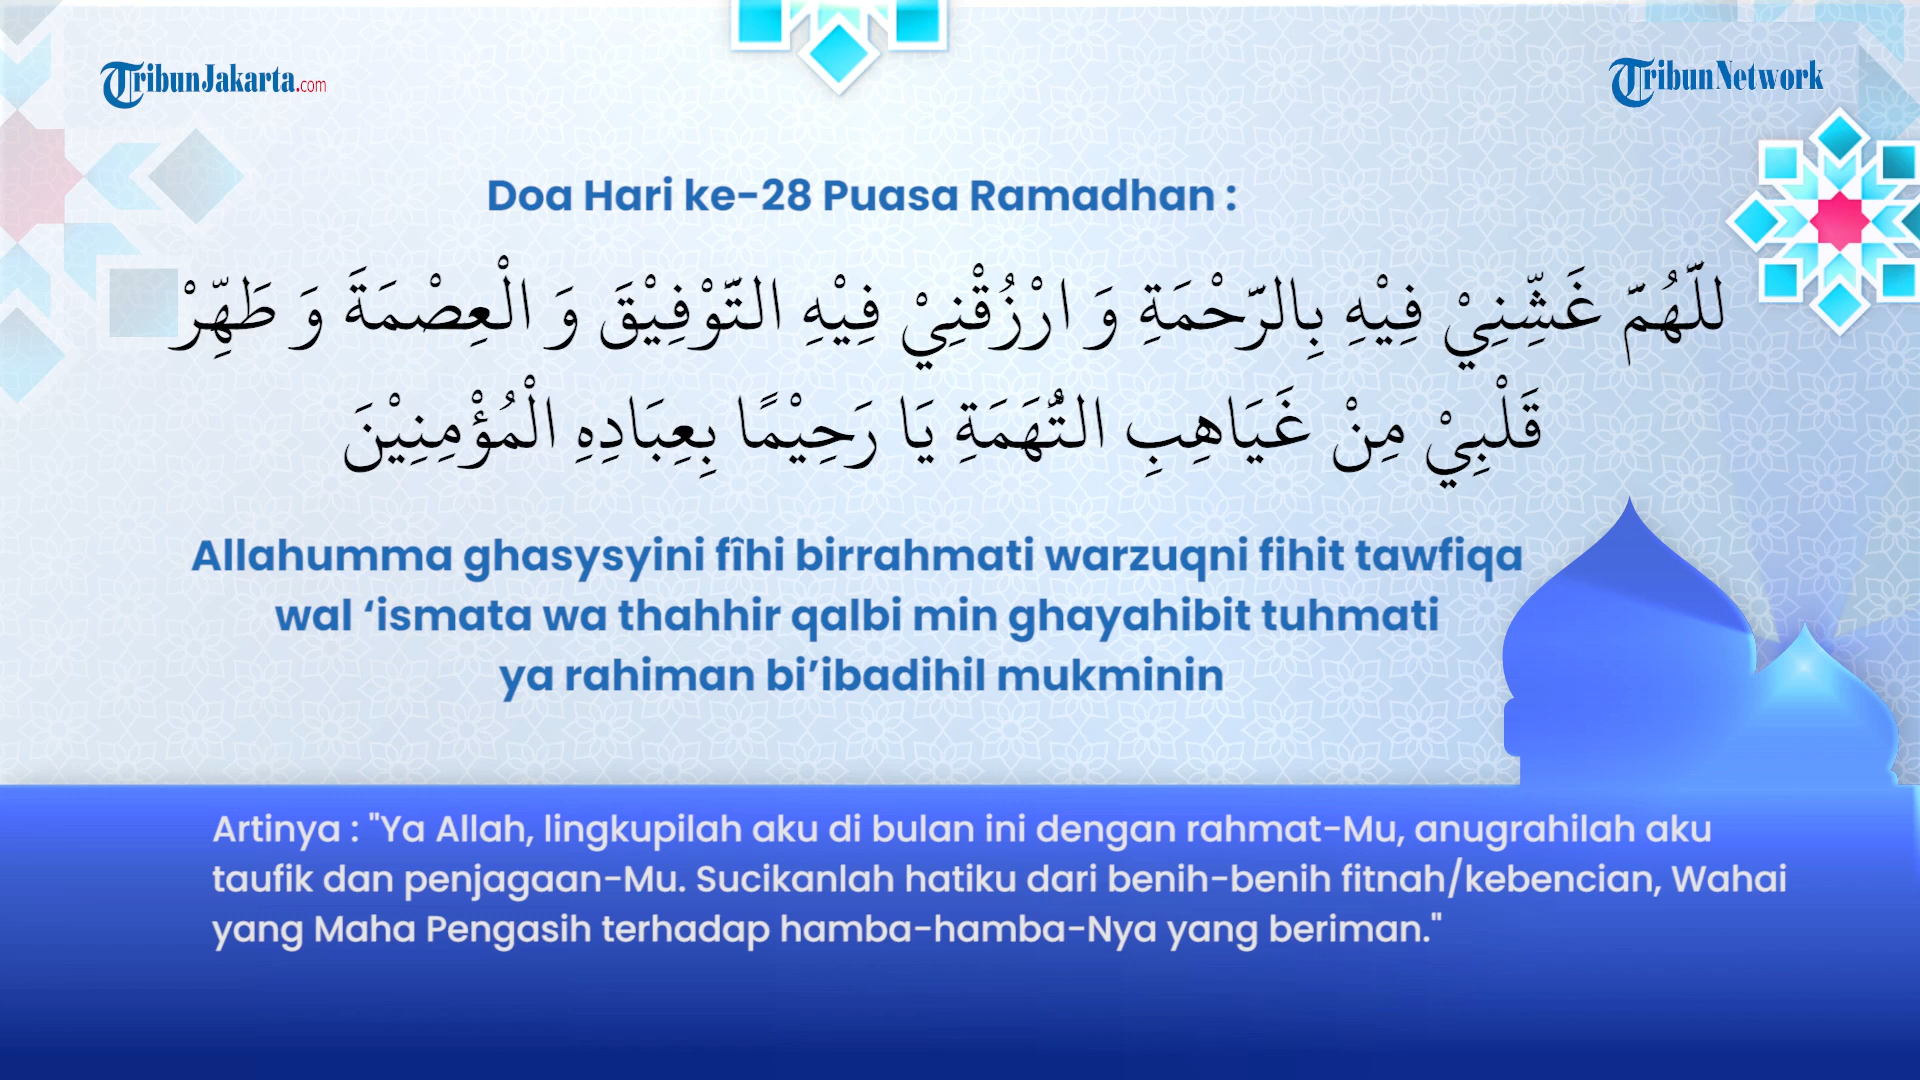 TribunJakarta.com
TribunNetwork
Doa Hari ke-28 Puasa Ramadhan :
للّهُمّ غَشِّنِيْ فِيْهِ بِالرّحْمَةِ وَ ارْزُقْنِيْ فِيْهِ التّوْفِيْقَ وَ الْعِصْمَةَ وَ طَهِّرْ
قَلْبِيْ مِنْ غَيَاهِبِ التُّهَمَةِ يَا رَحِيْمًا بِعِبَادِهِ الْمُؤْمِنِيْنَ
Allahumma ghasysyini fîhi birrahmati warzuqni fihit tawfiqa
wal ‘ismata wa thahhir qalbi min ghayahibit tuhmati
ya rahiman bi’ibadihil mukminin
Artinya : "Ya Allah, lingkupilah aku di bulan ini dengan rahmat-Mu, anugrahilah aku
taufik dan penjagaan-Mu. Sucikanlah hatiku dari benih-benih fitnah/kebencian, Wahai
yang Maha Pengasih terhadap hamba-hamba-Nya yang beriman."